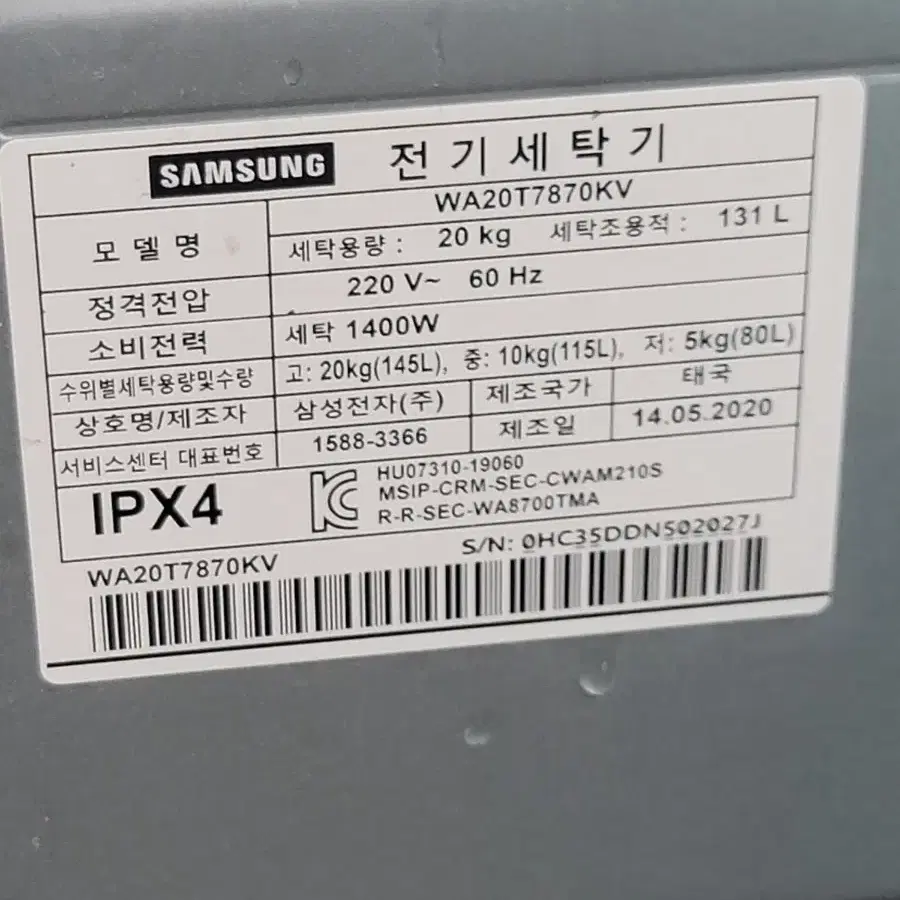 SAMSUNG 전기세탁기
모델명 WA20T7870KV
세탁용량 : 20 kg 세탁조용적 : 131 L
정격전압 220 V~ 60 Hz
소비전력 세탁 1400W
수위별세탁용량및수량 고: 20kg(145L), 중: 10kg(115L), 저: 5kg(80L)
상호명/제조자 삼성전자(주) 제조국가 태국
서비스센터 대표번호 1588-3366 제조일 14.05.2020
IPX4
HU07310-19060
MSIP-CRM-SEC-CWAM210S
R-R-SEC-WA8700TMA
WA20T7870KV S/N: 0HC35DDN502027J